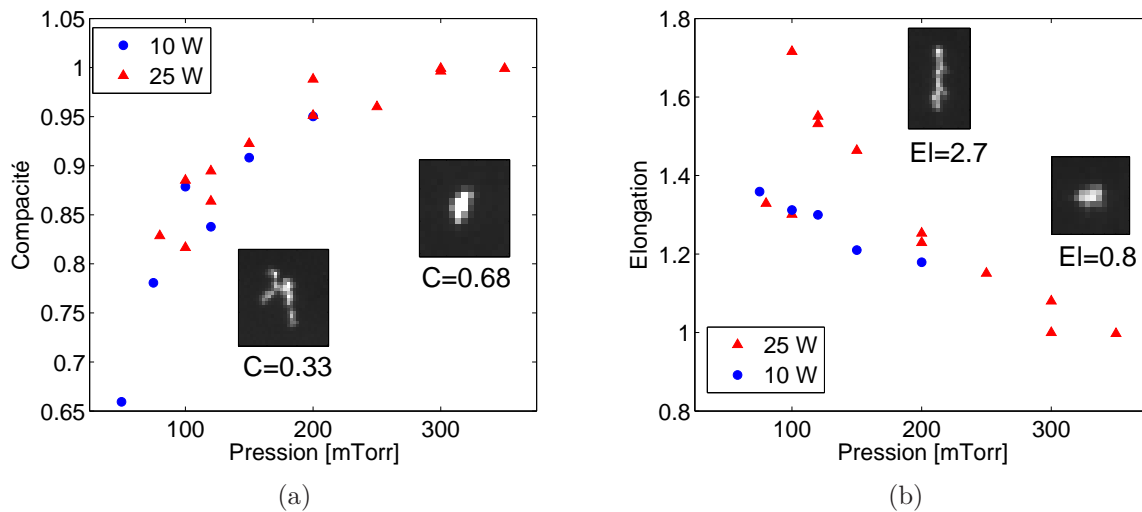 1.05
1
0.95
0.9
0.85
0.8
0.75
0.7
0.65
Compacité
10 W
25 W
C=0.68
C=0.33
100
200
300
Pression [mTorr]
(a)
1.8
1.6
1.4
1.2
1
0.8
Elongation
El=2.7
El=0.8
25 W
10 W
100
200
300
Pression [mTorr]
(b)